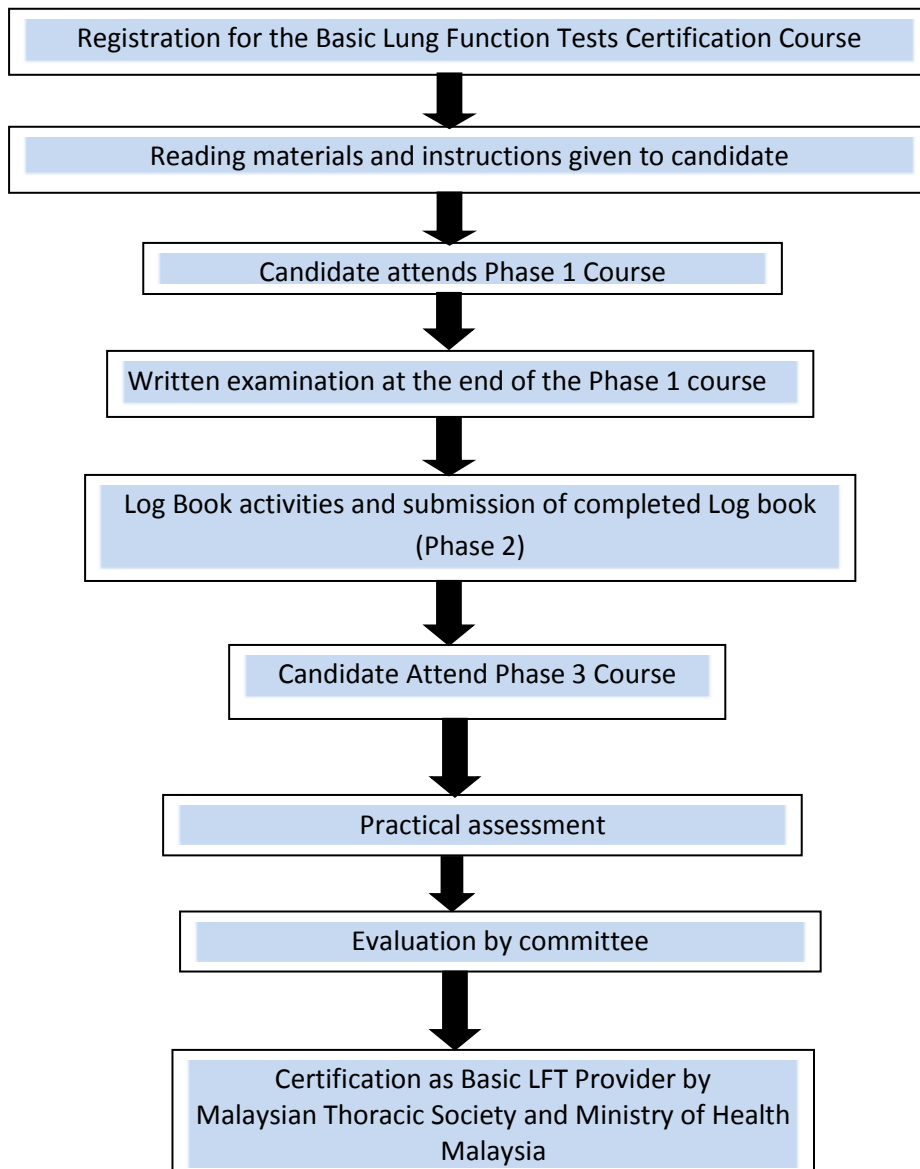 Registration for the Basic Lung Function Tests Certification Course
Reading materials and instructions given to candidate
Candidate attends Phase 1 Course
Written examination at the end of the Phase 1 course
Log Book activities and submission of completed Log book
(Phase 2)
Candidate Attend Phase 3 Course
Practical assessment
Evaluation by committee
Certification as Basic LFT Provider by
Malaysian Thoracic Society and Ministry of Health
Malaysia